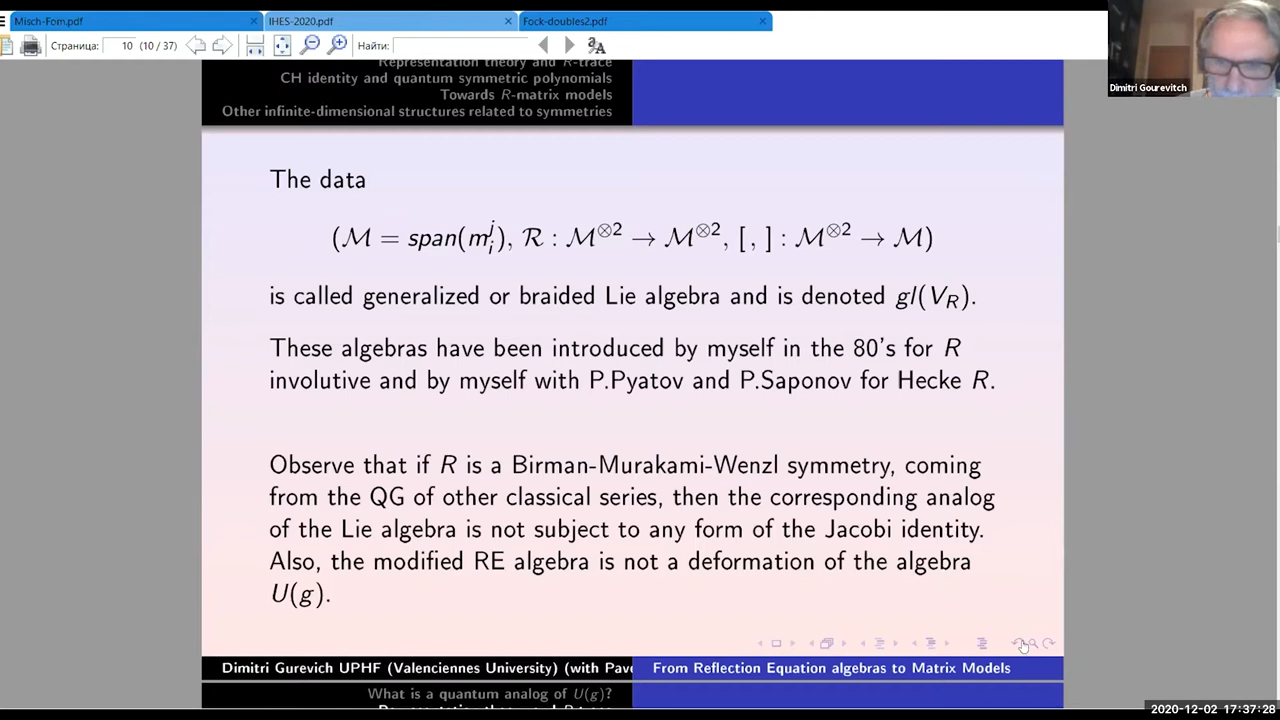 Misch-Fom.pdf × IHES-2020.pdf × Fock-doubles2.pdf ×
Страница: 10 (10 / 37) Найти:
Dimitri Gourevitch
Representation theory and R-trace
CH identity and quantum symmetric polynomials
Towards R-matrix models
Other infinite-dimensional structures related to symmetries
The data
(ℳ = span(m_i^j), ℛ : ℳ^⊗2 → ℳ^⊗2, [ , ] : ℳ^⊗2 → ℳ)
is called generalized or braided Lie algebra and is denoted gl(V_R).
These algebras have been introduced by myself in the 80's for R
involutive and by myself with P.Pyatov and P.Saponov for Hecke R.
Observe that if R is a Birman-Murakami-Wenzl symmetry, coming
from the QG of other classical series, then the corresponding analog
of the Lie algebra is not subject to any form of the Jacobi identity.
Also, the modified RE algebra is not a deformation of the algebra
U(g).
Dimitri Gurevich UPHF (Valenciennes University) (with Pav From Reflection Equation algebras to Matrix Models
What is a quantum analog of U(g)?
2020-12-02 17:37:28